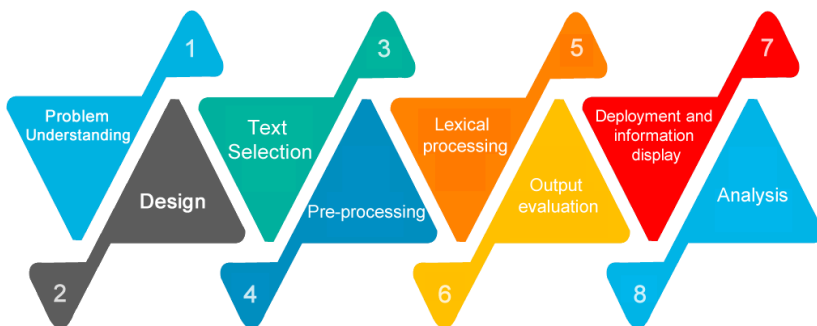 1
Problem
Understanding
2
Design
3
Text
Selection
4
Pre-processing
5
Lexical
processing
6
Output
evaluation
7
Deployment and
information
display
8
Analysis